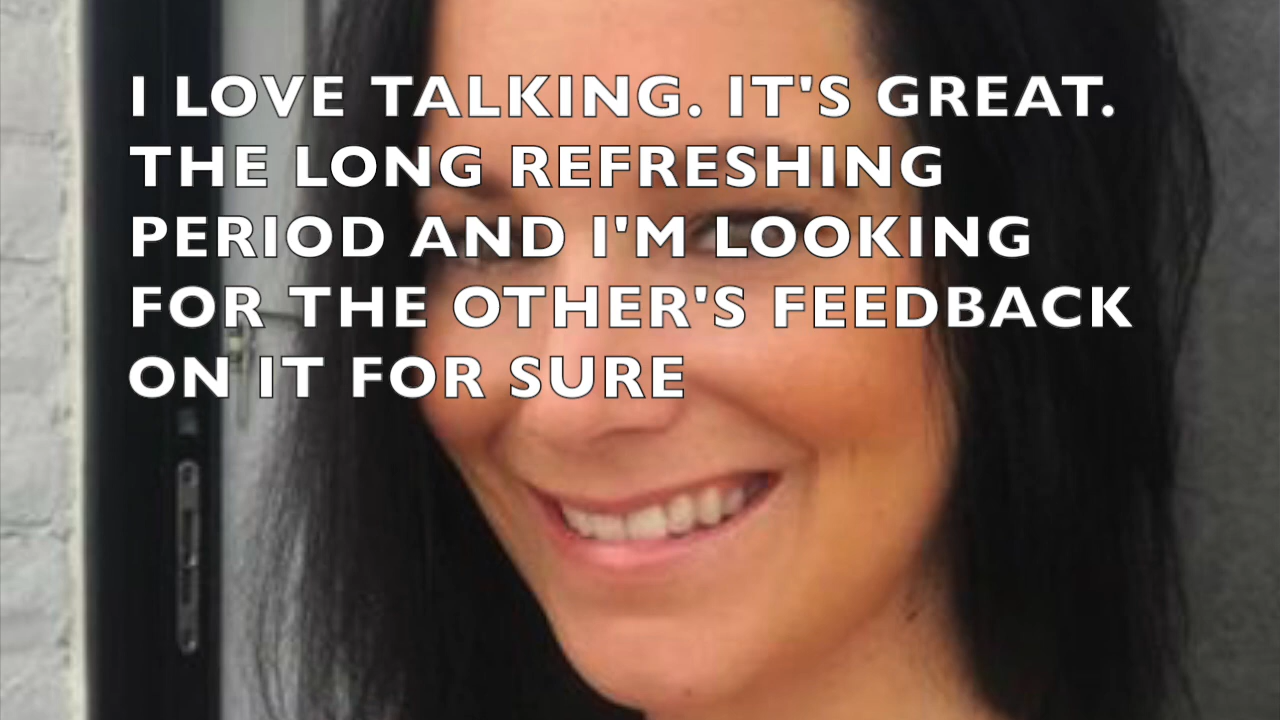 I LOVE TALKING. IT'S GREAT.
THE LONG REFRESHING
PERIOD AND I'M LOOKING
FOR THE OTHER'S FEEDBACK
ON IT FOR SURE